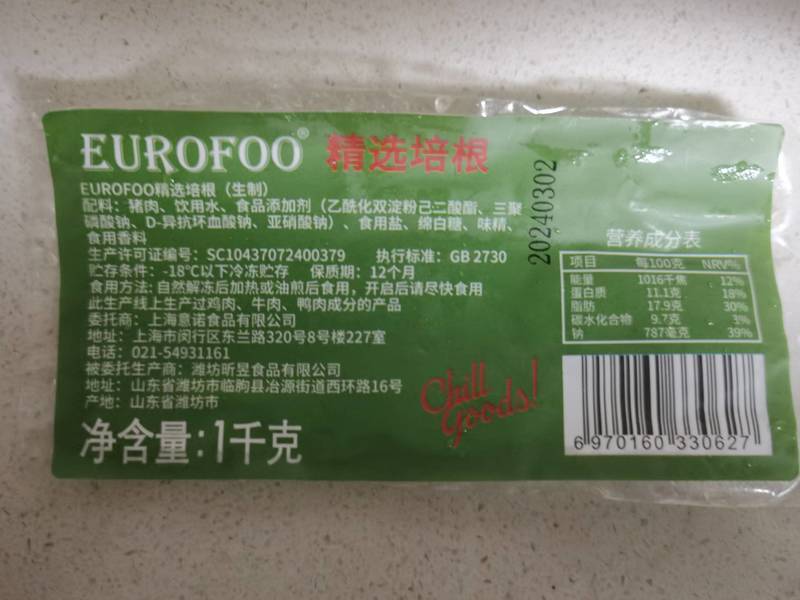 EUROFOO® 精选培根
EUROFOO精选培根（生制）
配料：猪肉、饮用水、食品添加剂（乙酰化双淀粉己二酸酯、三聚
磷酸钠、D-异抗坏血酸钠、亚硝酸钠）、食用盐、绵白糖、味精、
食用香料
生产许可证编号：SC10437072400379 执行标准：GB 2730
贮存条件：-18℃以下冷冻贮存 保质期：12个月
食用方法：自然解冻后加热或油煎后食用，开启后请尽快食用
此生产线上生产过鸡肉、牛肉、鸭肉成分的产品
委托商：上海意诺食品有限公司
地址：上海市闵行区东兰路320号8号楼227室
电话：021-54931161
被委托生产商：潍坊昕昱食品有限公司
地址：山东省潍坊市临朐县冶源街道西环路16号
产地：山东省潍坊市
净含量：1千克
Chill
Goods!
20240302
营养成分表
项目 每100克 NRV%
能量 1016千焦 12%
蛋白质 11.1克 18%
脂肪 17.9克 30%
碳水化合物 9.7克 3%
钠 787毫克 39%
6 970160 330627